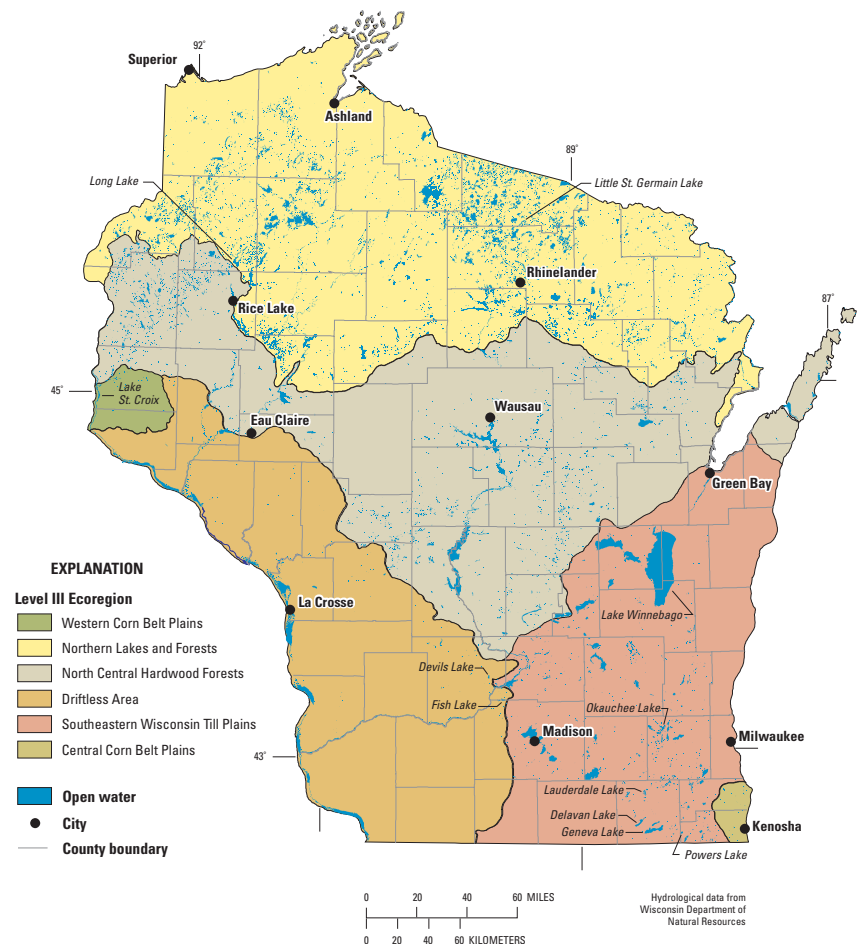 Superior
92°
Ashland
89°
Long Lake
Little St. Germain Lake
Rhinelander
87°
Rice Lake
45°
Lake
St. Croix
Wausau
Eau Claire
Green Bay
EXPLANATION
Level III Ecoregion
Western Corn Belt Plains
Northern Lakes and Forests
North Central Hardwood Forests
Driftless Area
Southeastern Wisconsin Till Plains
Central Corn Belt Plains
Open water
City
County boundary
La Crosse
Lake Winnebago
Devils Lake
Fish Lake
Okauchee Lake
Madison
Milwaukee
43°
Lauderdale Lake
Delavan Lake
Geneva Lake
Kenosha
Powers Lake
0 20 40 60 MILES
0 20 40 60 KILOMETERS
Hydrological data from
Wisconsin Department of
Natural Resources